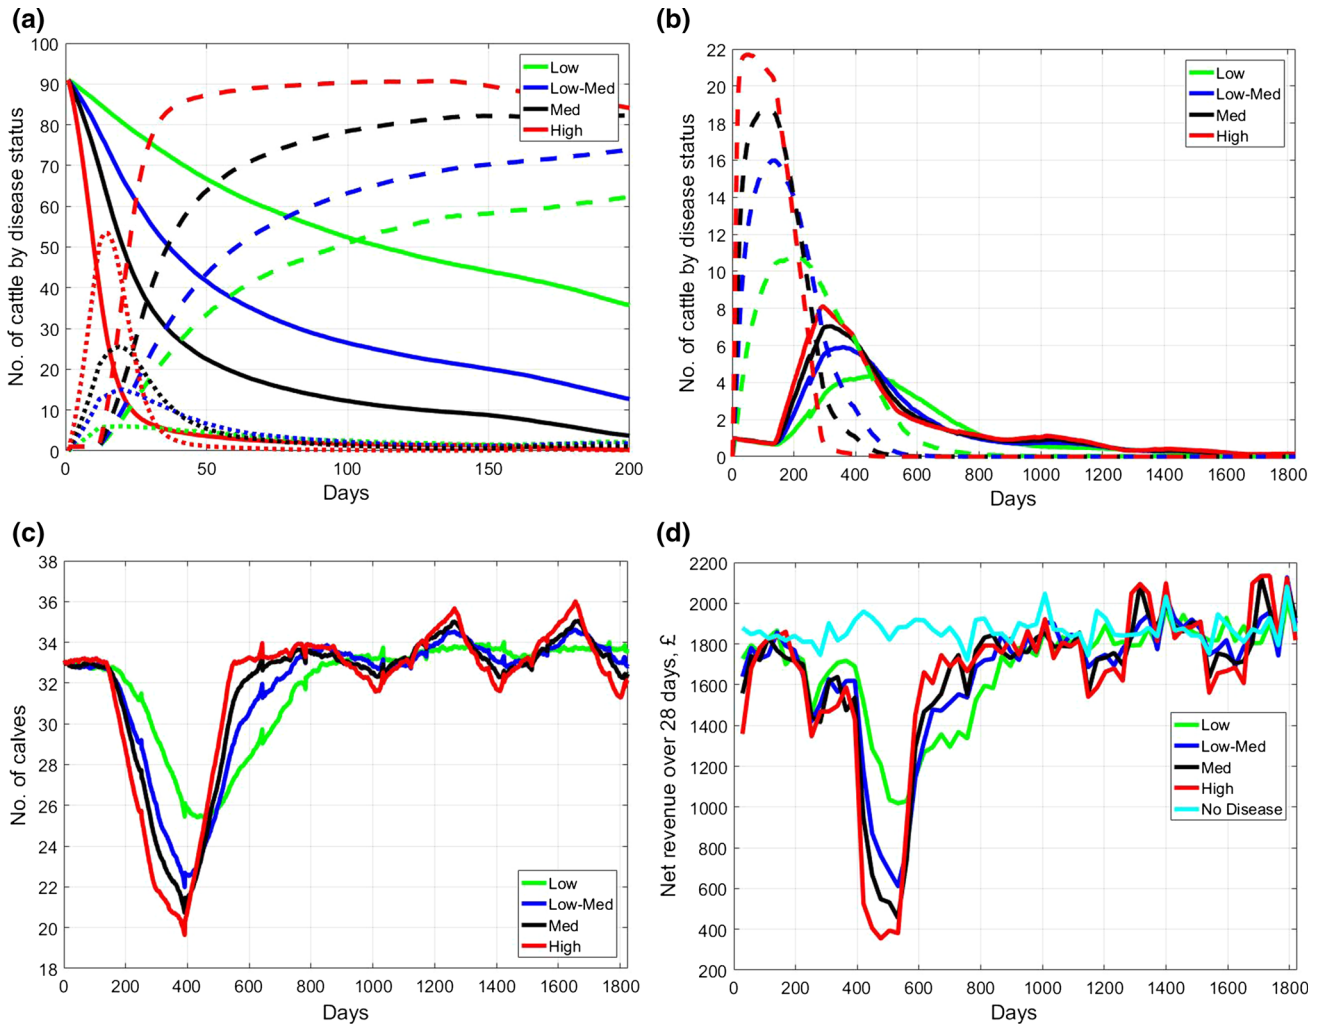 (a)
No. of cattle by disease status
100
90
80
70
60
50
40
30
20
10
0
0 50 100 150 200
Days
Low
Low-Med
Med
High
(b)
No. of cattle by disease status
22
20
18
16
14
12
10
8
6
4
2
0
0 200 400 600 800 1000 1200 1400 1600 1800
Days
Low
Low-Med
Med
High
(c)
No. of calves
38
36
34
32
30
28
26
24
22
20
18
0 200 400 600 800 1000 1200 1400 1600 1800
Days
Low
Low-Med
Med
High
(d)
Net revenue over 28 days, £
2200
2000
1800
1600
1400
1200
1000
800
600
400
200
0 200 400 600 800 1000 1200 1400 1600 1800
Days
Low
Low-Med
Med
High
No Disease